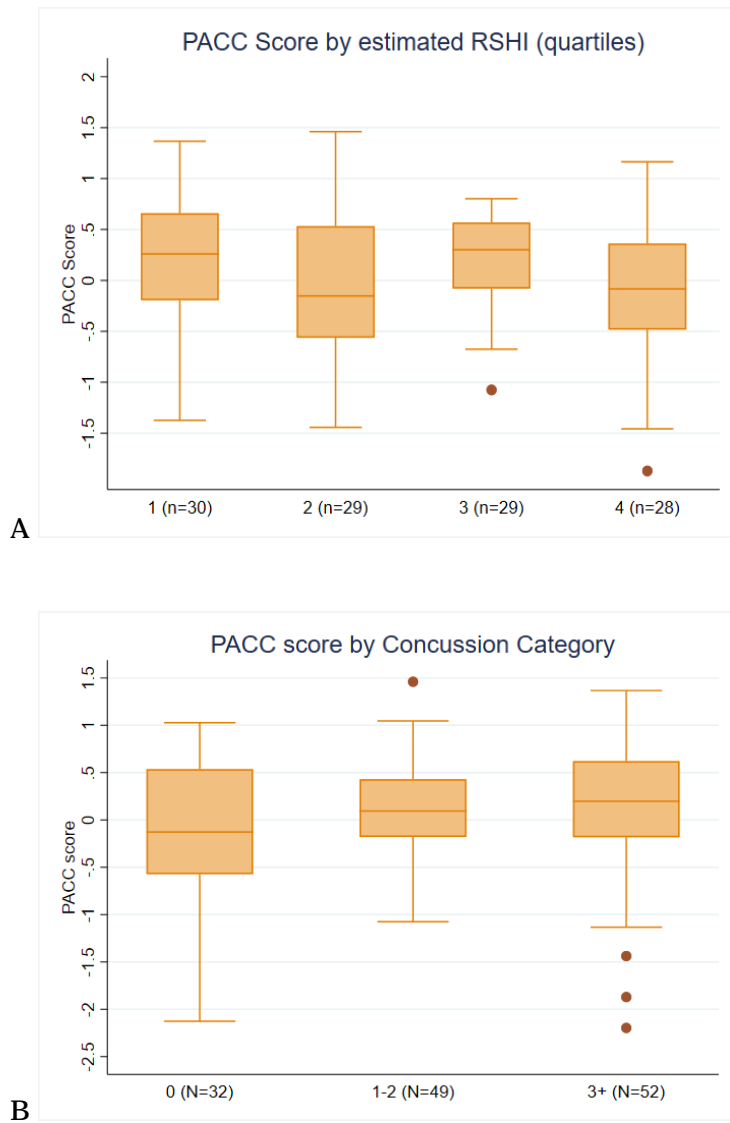 PACC Score by estimated RSHI (quartiles)
PACC Score
2
1.5
1
.5
0
-.5
-1
-1.5
1 (n=30) 2 (n=29) 3 (n=29) 4 (n=28)
A
PACC score by Concussion Category
PACC score
1.5
1
0.5
0
-.5
-1
-1.5
-2
-2.5
0 (N=32) 1-2 (N=49) 3+ (N=52)
B